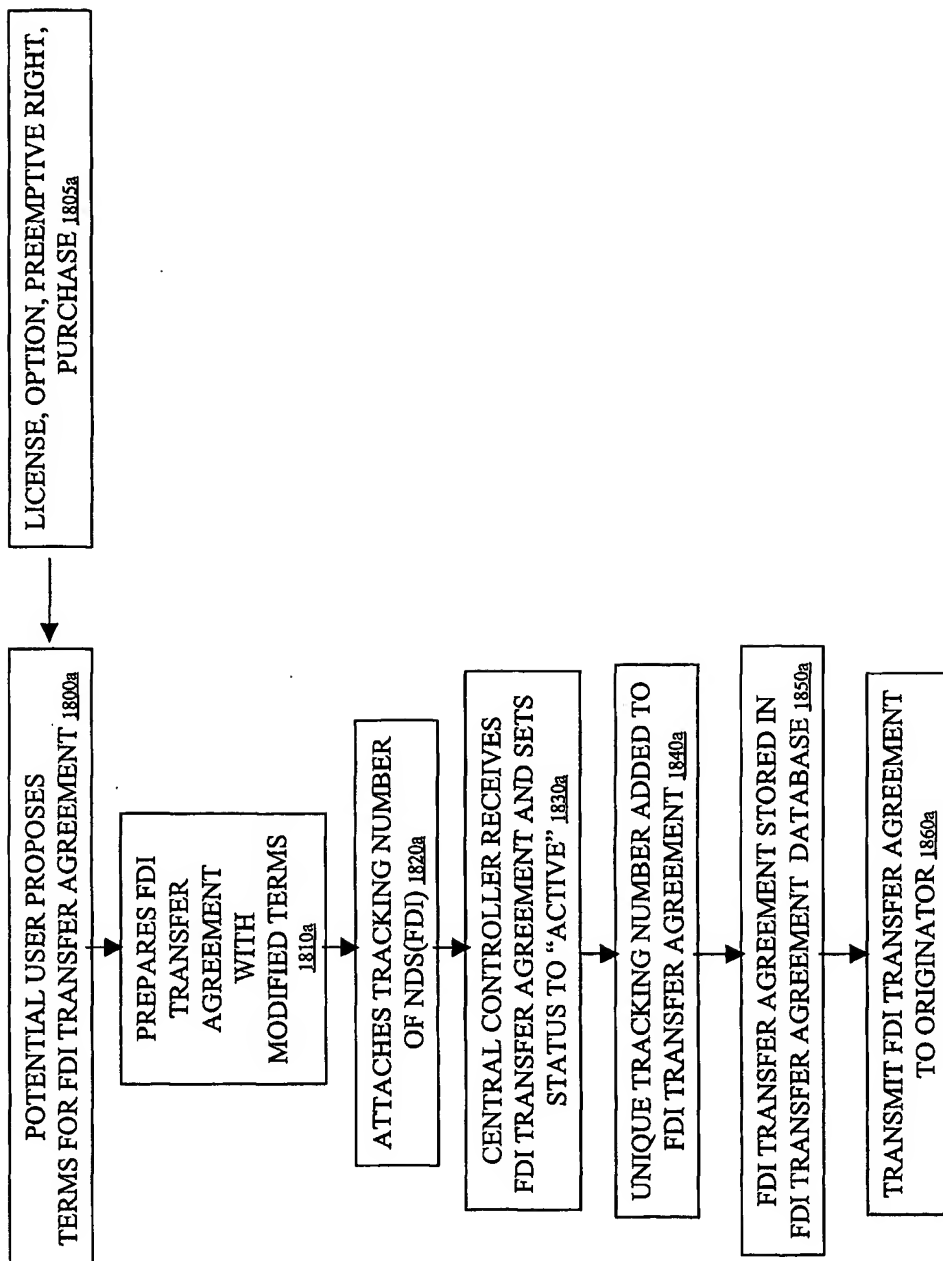 LICENSE, OPTION, PREEMPTIVE RIGHT,
PURCHASE 1805a
POTENTIAL USER PROPOSES
TERMS FOR FDI TRANSFER AGREEMENT 1800a
PREPARES FDI
TRANSFER
AGREEMENT
WITH
MODIFIED TERMS
1810a
ATTACHES TRACKING NUMBER
OF NDS(FDI) 1820a
CENTRAL CONTROLLER RECEIVES
FDI TRANSFER AGREEMENT AND SETS
STATUS TO “ACTIVE” 1830a
UNIQUE TRACKING NUMBER ADDED TO
FDI TRANSFER AGREEMENT 1840a
FDI TRANSFER AGREEMENT STORED IN
FDI TRANSFER AGREEMENT DATABASE 1850a
TRANSMIT FDI TRANSFER AGREEMENT
TO ORIGINATOR 1860a